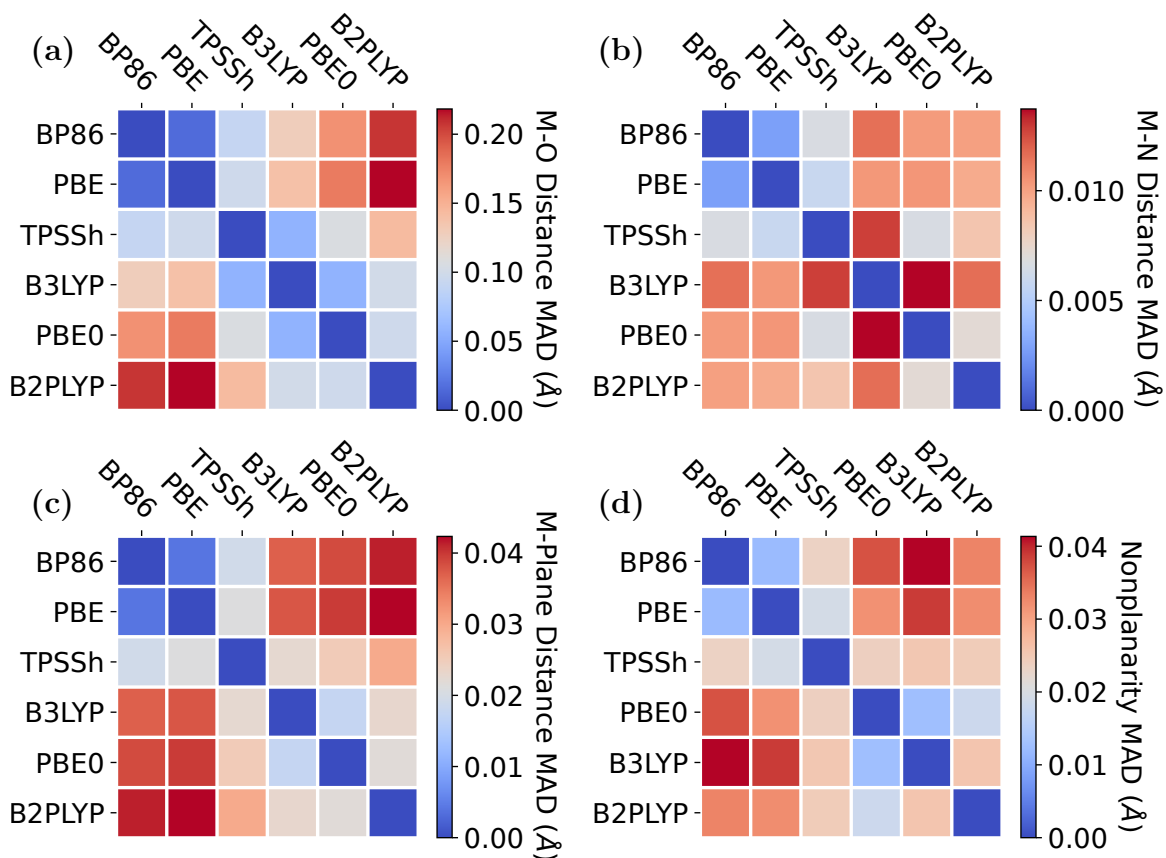 (a)
BP86
PBE
TPSSh
B3LYP
PBE0
B2PLYP
BP86
PBE
TPSSh
B3LYP
PBE0
B2PLYP
0.20
0.15
0.10
0.05
0.00
M-O Distance MAD (Å)
(b)
BP86
PBE
TPSSh
B3LYP
PBE0
B2PLYP
BP86
PBE
TPSSh
B3LYP
PBE0
B2PLYP
0.010
0.005
0.000
M-N Distance MAD (Å)
(c)
BP86
PBE
TPSSh
B3LYP
PBE0
B2PLYP
BP86
PBE
TPSSh
B3LYP
PBE0
B2PLYP
0.04
0.03
0.02
0.01
0.00
M-Plane Distance MAD (Å)
(d)
BP86
PBE
TPSSh
PBE0
B3LYP
B2PLYP
BP86
PBE
TPSSh
PBE0
B3LYP
B2PLYP
0.04
0.03
0.02
0.01
0.00
Nonplanarity MAD (Å)